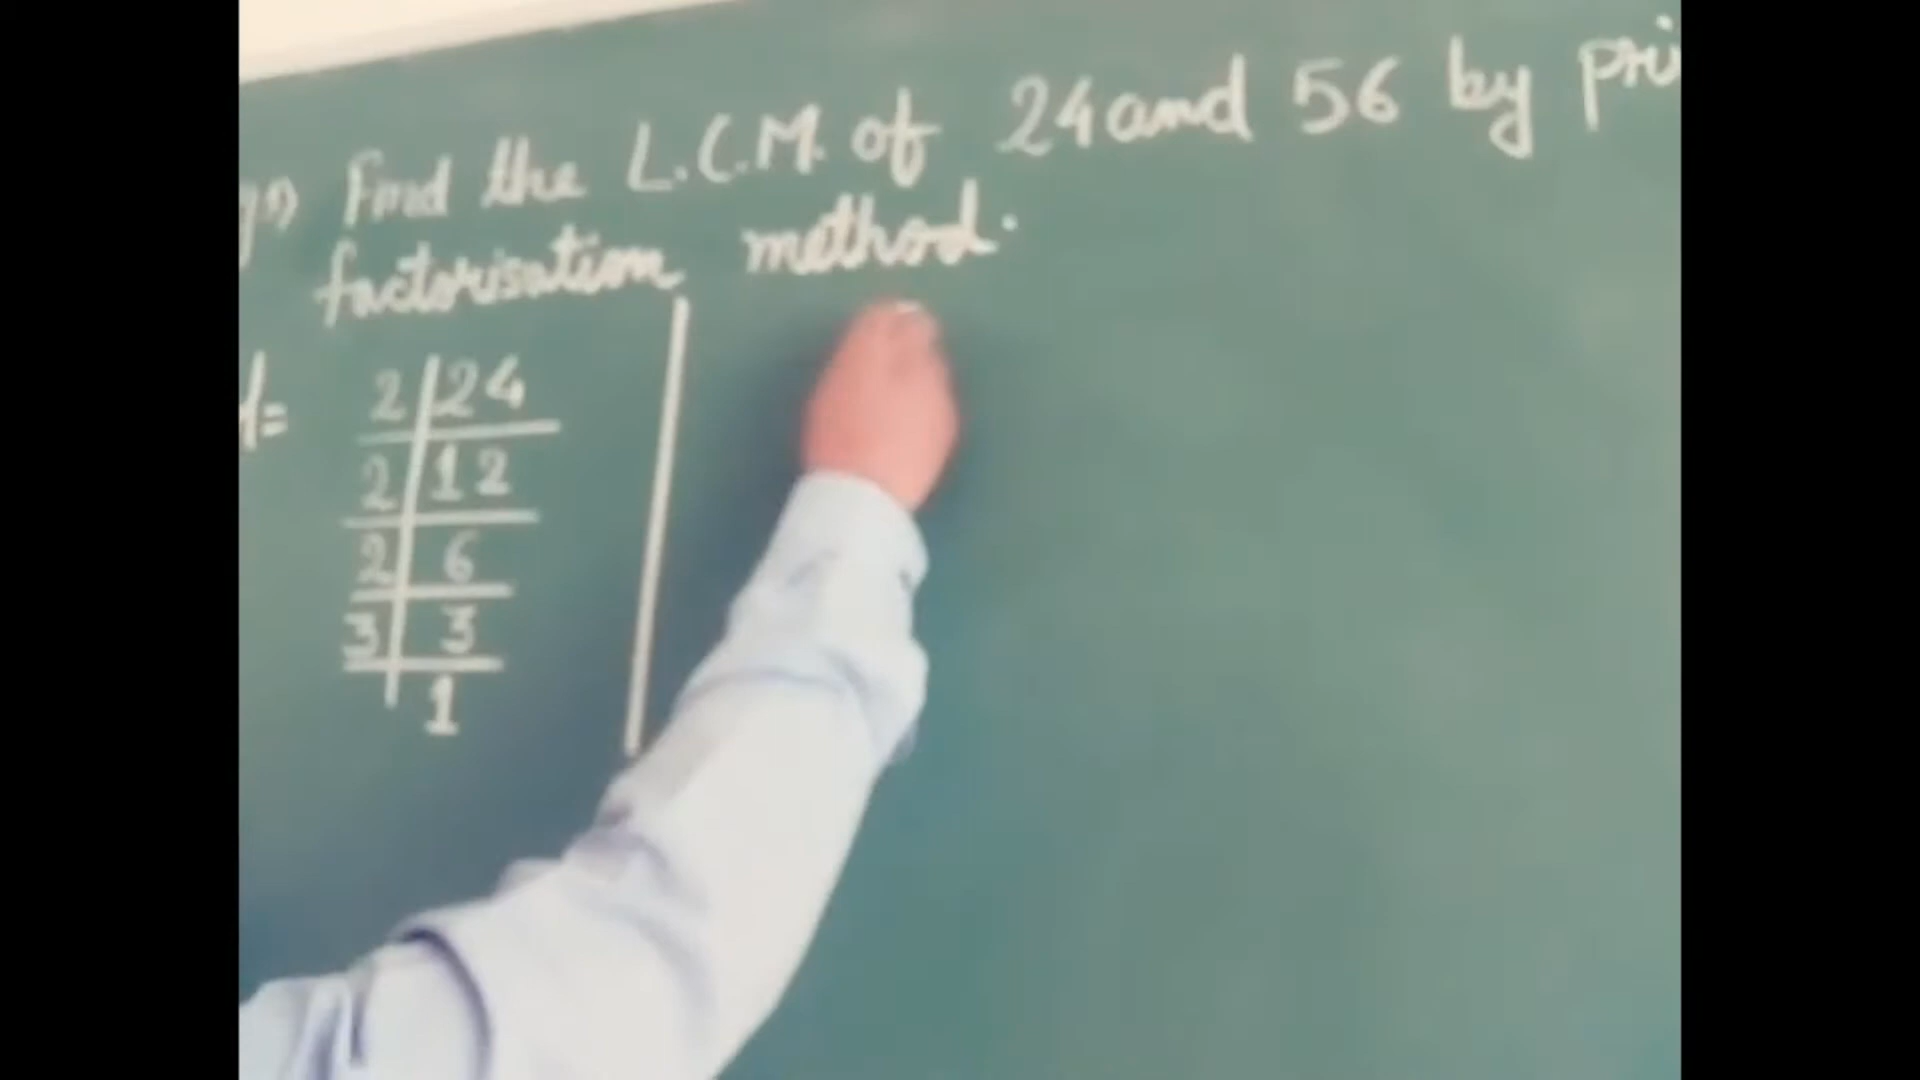 Find the L.C.M. of 24 and 56 by pri
factorisation method.
2 24
2 12
2 6
3 3
1